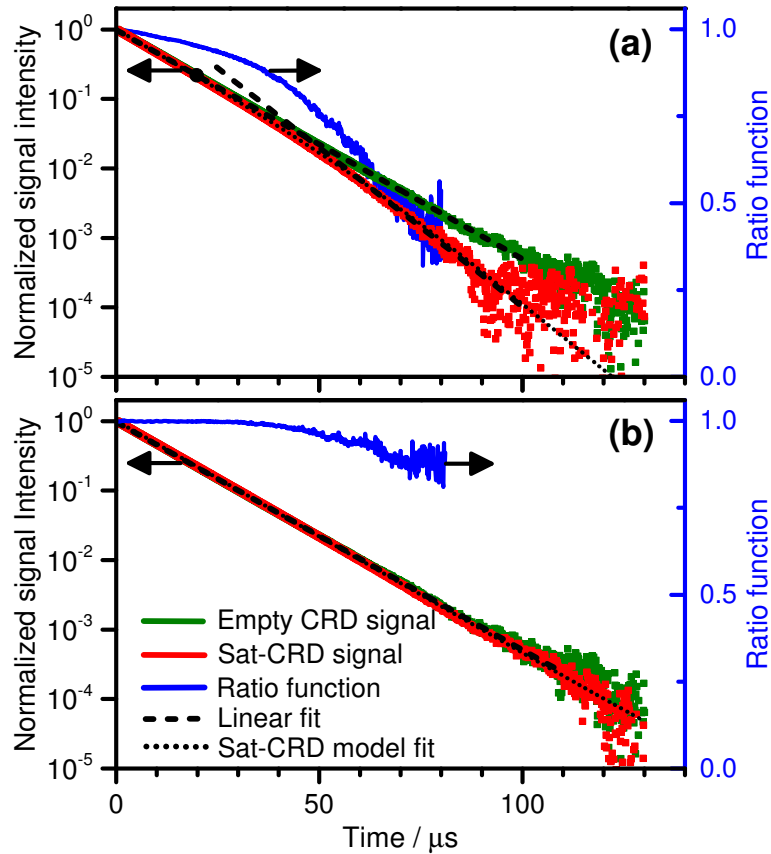 (a)
Normalized signal intensity
10^0
10^-1
10^-2
10^-3
10^-4
10^-5
1.0
0.5
0.0
Ratio function
(b)
Normalized signal Intensity
10^0
10^-1
10^-2
10^-3
10^-4
10^-5
1.0
0.5
0.0
Ratio function
Empty CRD signal
Sat-CRD signal
Ratio function
Linear fit
Sat-CRD model fit
0 50 100
Time / μs